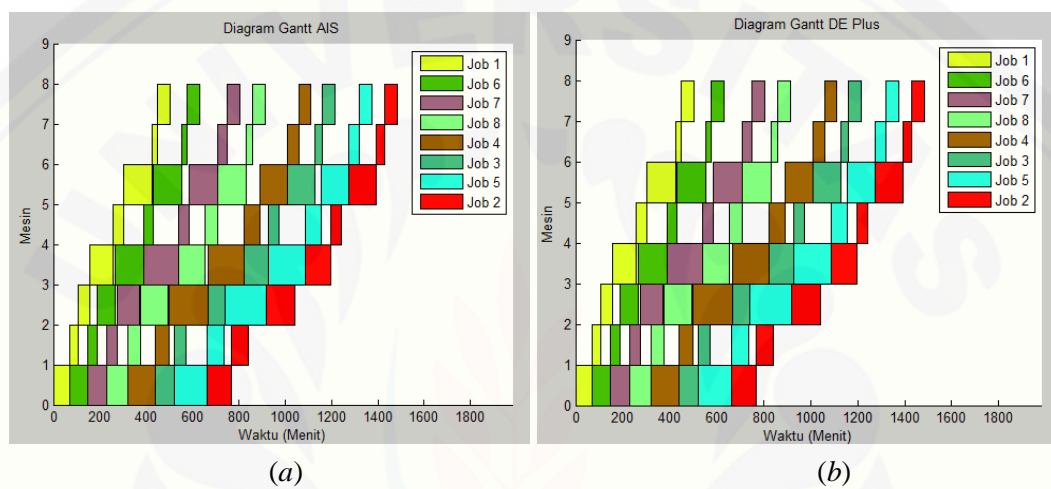 Diagram Gantt AIS
9
8
7
6
5
4
3
2
1
0
Mesin
0 200 400 600 800 1000 1200 1400 1600 1800
Waktu (Menit)
Job 1
Job 6
Job 7
Job 8
Job 4
Job 3
Job 5
Job 2
(a)
Diagram Gantt DE Plus
9
8
7
6
5
4
3
2
1
0
Mesin
0 200 400 600 800 1000 1200 1400 1600 1800
Waktu (Menit)
Job 1
Job 6
Job 7
Job 8
Job 4
Job 3
Job 5
Job 2
(b)